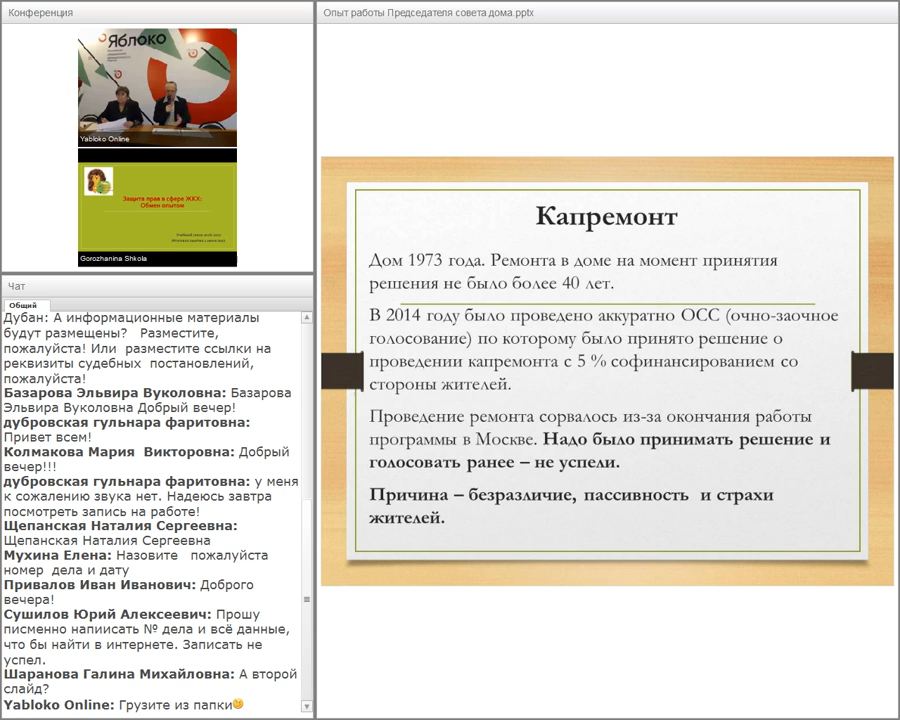 Конференция
Яблоко
Yabloko Online
Защита прав в сфере ЖКХ:
Обмен опытом
Gorozhanina Shkola
Чат
Общий
Дубан: А информационные материалы
будут размещены? Разместите,
пожалуйста! Или разместите ссылки на
реквизиты судебных постановлений,
пожалуйста!
Базарова Эльвира Вуколовна: Базарова
Эльвира Вуколовна Добрый вечер!
дубровская гульнара фаритовна:
Привет всем!
Колмакова Мария Викторовна: Добрый
вечер!!!
дубровская гульнара фаритовна: у меня
к сожалению звука нет. Надеюсь завтра
посмотреть запись на работе!
Щепанская Наталия Сергеевна:
Щепанская Наталия Сергеевна
Мухина Елена: Назовите пожалуйста
номер дела и дату
Привалов Иван Иванович: Доброго
вечера!
Сушилов Юрий Алексеевич: Прошу
писменно напиисать № дела и всё данные,
что бы найти в интернете. Записать не
успел.
Шаранова Галина Михайловна: А второй
слайд?
Yabloko Online: Грузите из папки
Опыт работы Председателя совета дома.pptx
Капремонт
Дом 1973 года. Ремонта в доме на момент принятия
решения не было более 40 лет.
В 2014 году было проведено аккуратно ОСС (очно-заочное
голосование) по которому было принято решение о
проведении капремонта с 5 % софинансированием со
стороны жителей.
Проведение ремонта сорвалось из-за окончания работы
программы в Москве. Надо было принимать решение и
голосовать ранее – не успели.
Причина – безразличие, пассивность и страхи
жителей.